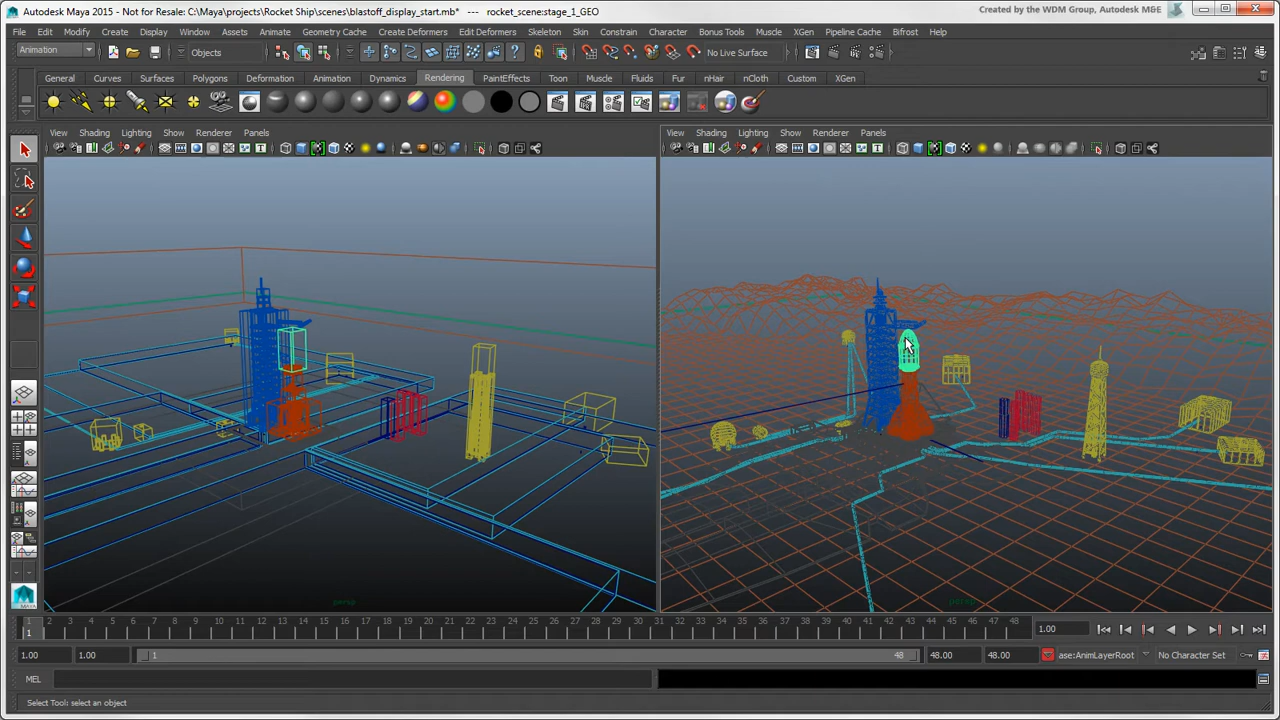 Autodesk Maya 2015 - Not for Resale: C:\Maya\projects\Rocket Ship\scenes\blastoff_display_start.mb*   ---   rocket_scene:stage_1_GEO
Created by the WDM Group, Autodesk M&E
File Edit Modify Create Display Window Assets Animate Geometry Cache Create Deformers Edit Deformers Skeleton Skin Constrain Character Bonus Tools Muscle XGen Pipeline Cache Bifrost Help
Animation Objects No Live Surface
General Curves Surfaces Polygons Deformation Animation Dynamics Rendering PaintEffects Toon Muscle Fluids Fur nHair nCloth Custom XGen
View Shading Lighting Show Renderer Panels
View Shading Lighting Show Renderer Panels
persp
persp
MAYA
1 2 3 4 5 6 7 8 9 10 11 12 13 14 15 16 17 18 19 20 21 22 23 24 25 26 27 28 29 30 31 32 33 34 35 36 37 38 39 40 41 42 43 44 45 46 47 48
1 1.00
1.00 1.00 1 48 48.00 48.00 ase:AnimLayerRoot No Character Set
MEL
Select Tool: select an object